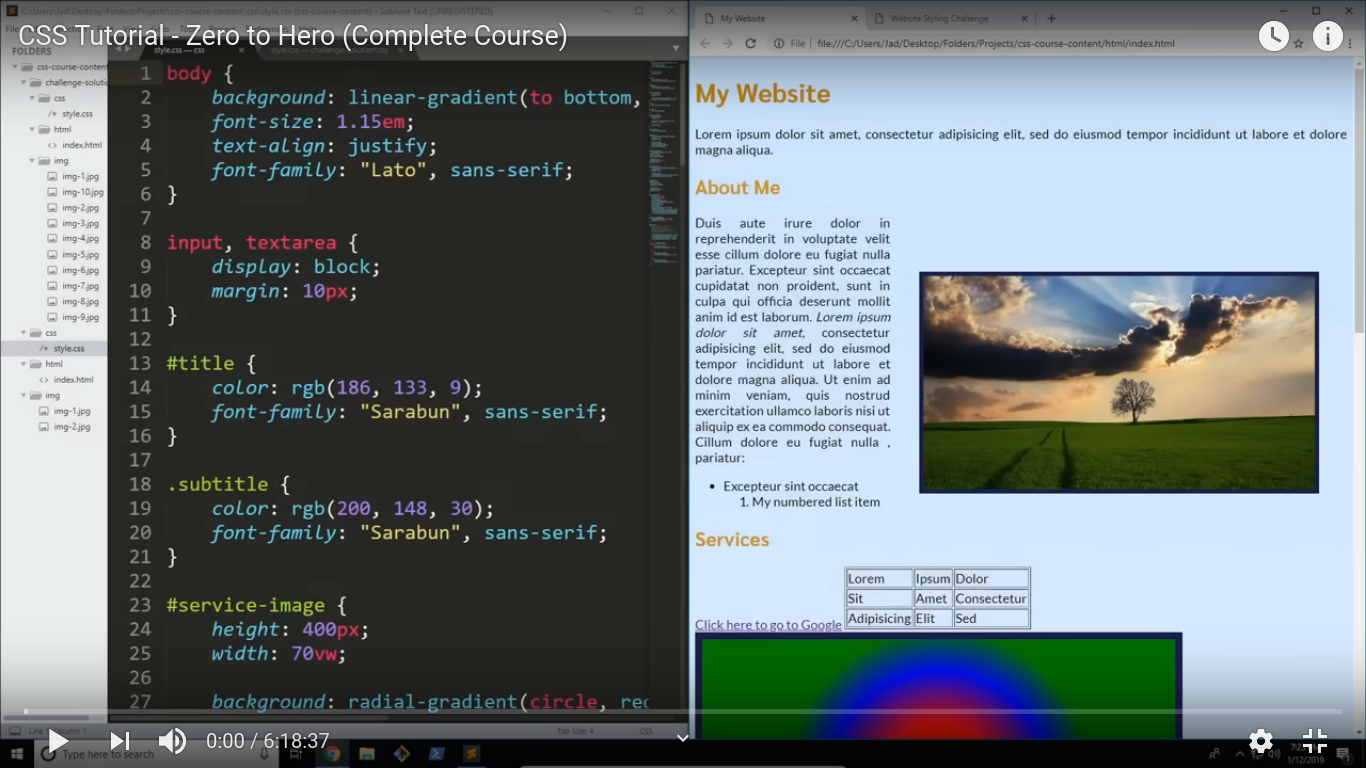 C:\Users\Jad\Desktop\Folders\Projects\css-course-content\css\style.css (css-course-content) - Sublime Text (UNREGISTERED)
CSS Tutorial - Zero to Hero (Complete Course)
FOLDERS
css-course-conten
challenge-solutio
css
style.css
html
index.html
img
img-1.jpg
img-10.jpg
img-2.jpg
img-3.jpg
img-4.jpg
img-5.jpg
img-6.jpg
img-7.jpg
img-8.jpg
img-9.jpg
css
style.css
html
index.html
img
img-1.jpg
img-2.jpg
style.css — css
1 body {
2 background: linear-gradient(to bottom,
3 font-size: 1.15em;
4 text-align: justify;
5 font-family: "Lato", sans-serif;
6 }
7
8 input, textarea {
9 display: block;
10 margin: 10px;
11 }
12
13 #title {
14 color: rgb(186, 133, 9);
15 font-family: "Sarabun", sans-serif;
16 }
17
18 .subtitle {
19 color: rgb(200, 148, 30);
20 font-family: "Sarabun", sans-serif;
21 }
22
23 #service-image {
24 height: 400px;
25 width: 70vw;
26
27 background: radial-gradient(circle, red
Tab Size: 4 CSS
My Website
Website Styling Challenge
File file:///C:/Users/Jad/Desktop/Folders/Projects/css-course-content/html/index.html
My Website
Lorem ipsum dolor sit amet, consectetur adipisicing elit, sed do eiusmod tempor incididunt ut labore et dolore
magna aliqua.
About Me
Duis aute irure dolor in
reprehenderit in voluptate velit
esse cillum dolore eu fugiat nulla
pariatur. Excepteur sint occaecat
cupidatat non proident, sunt in
culpa qui officia deserunt mollit
anim id est laborum. Lorem ipsum
dolor sit amet, consectetur
adipisicing elit, sed do eiusmod
tempor incididunt ut labore et
dolore magna aliqua. Ut enim ad
minim veniam, quis nostrud
exercitation ullamco laboris nisi ut
aliquip ex ea commodo consequat.
Cillum dolore eu fugiat nulla .
pariatur:
• Excepteur sint occaecat
1. My numbered list item
Services
Lorem Ipsum Dolor
Sit Amet Consectetur
Adipisicing Elit Sed
Click here to go to Google
0:00 / 6:18:37
Type here to search
1/12/2019